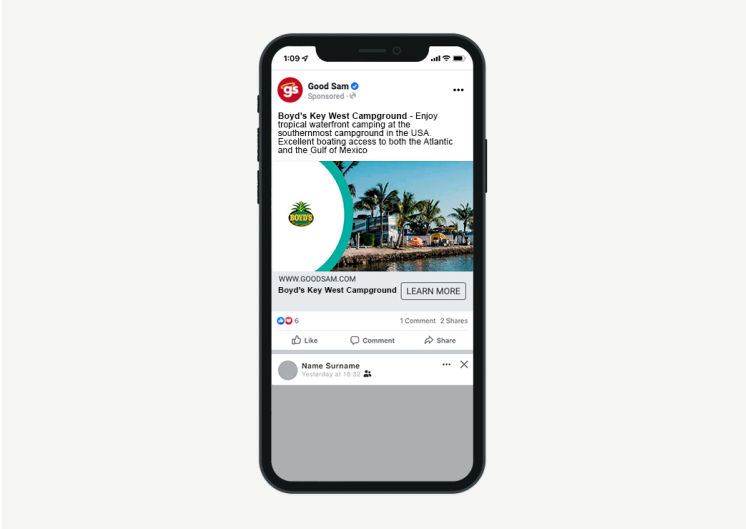 1:09
gs
Good Sam
Sponsored ·
Boyd's Key West Campground - Enjoy
tropical waterfront camping at the
southernmost campground in the USA.
Excellent boating access to both the Atlantic
and the Gulf of Mexico
BOYD'S
WWW.GOODSAM.COM
Boyd's Key West Campground
LEARN MORE
6
1 Comment 2 Shares
Like
Comment
Share
Name Surname
Yesterday at 16:32